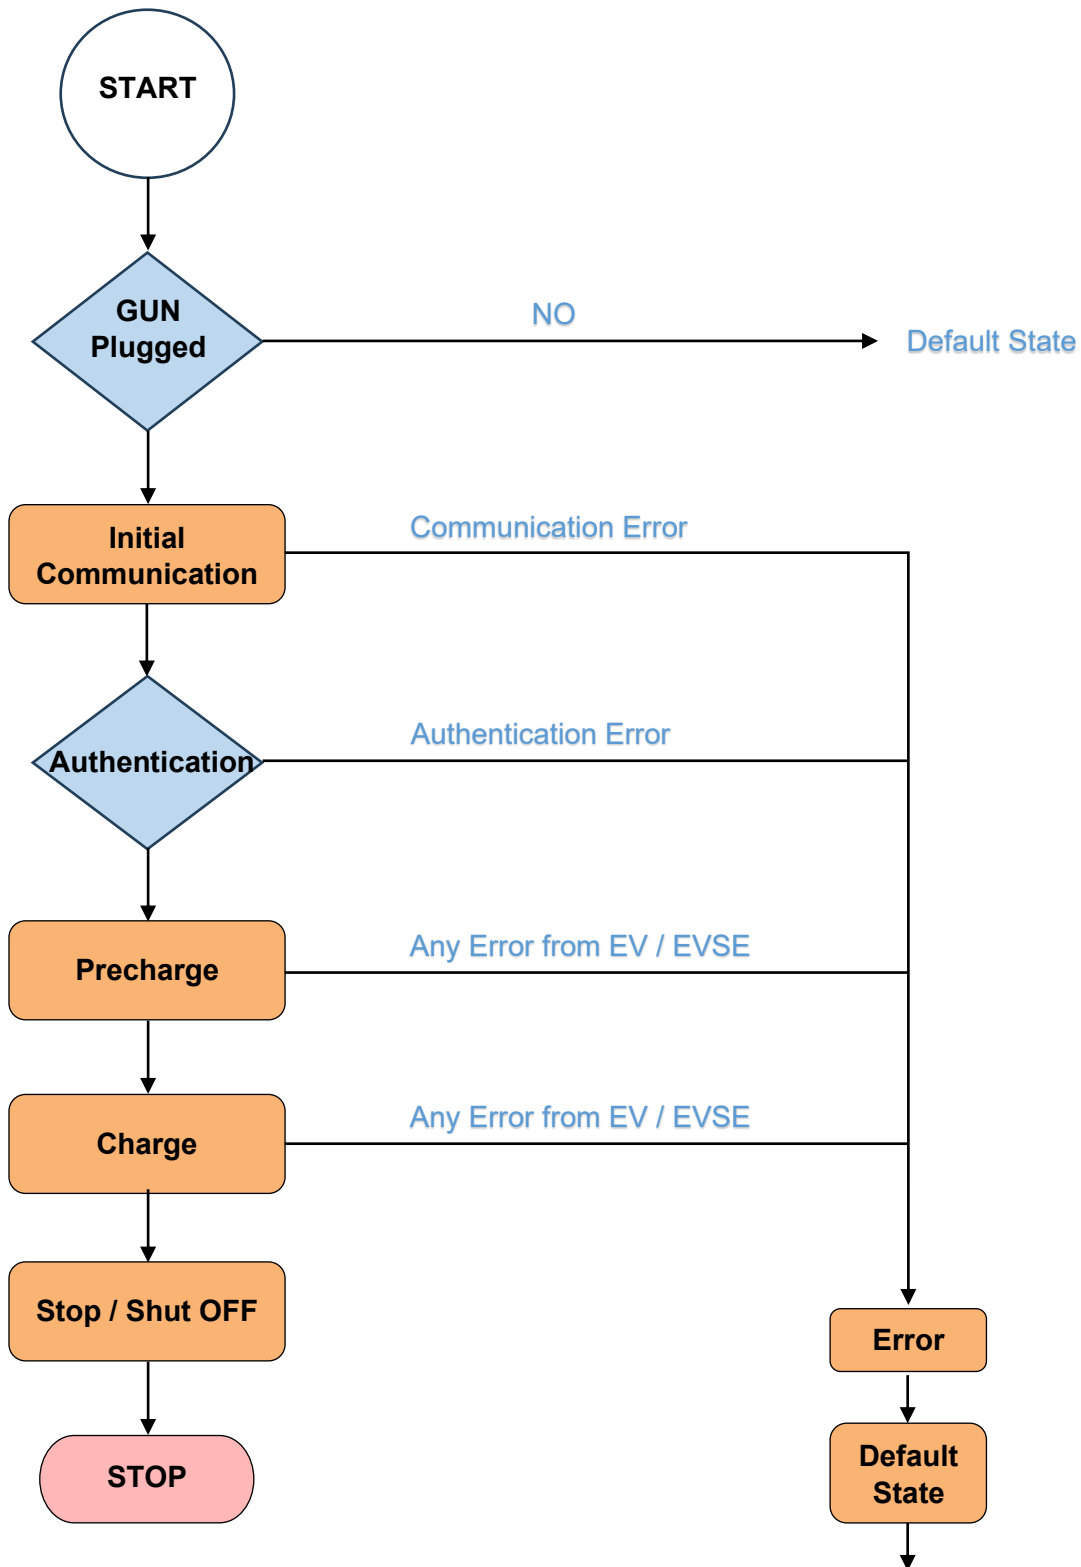 START
GUN
Plugged
NO
Default State
Initial
Communication
Communication Error
Authentication
Authentication Error
Precharge
Any Error from EV / EVSE
Charge
Any Error from EV / EVSE
Stop / Shut OFF
Error
STOP
Default
State